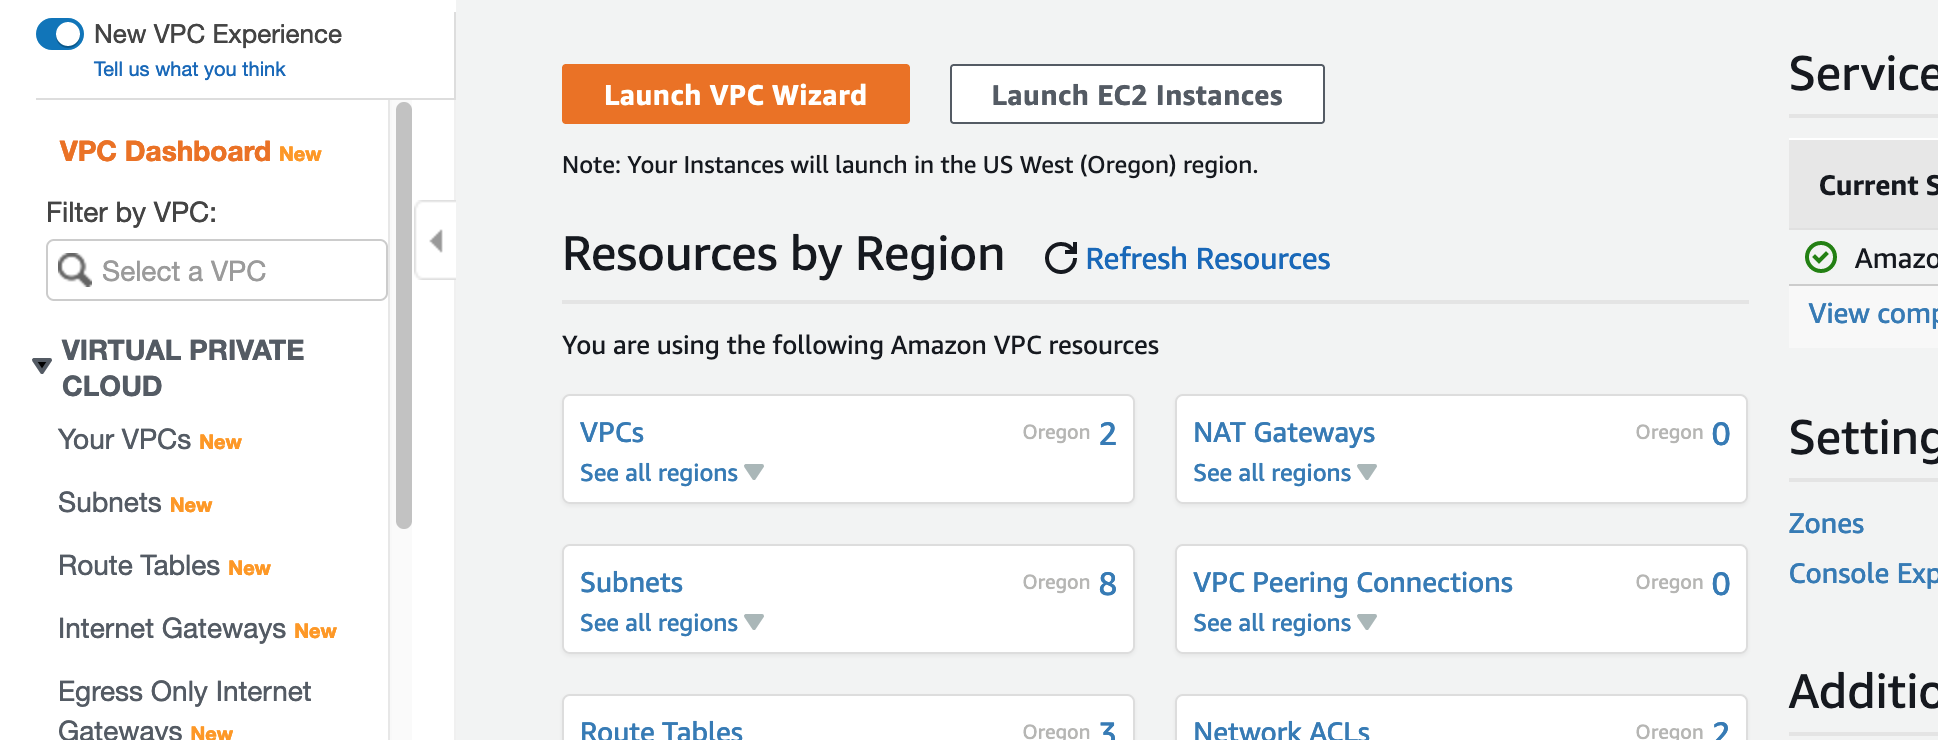 New VPC Experience
Tell us what you think
VPC Dashboard New
Filter by VPC:
Select a VPC
VIRTUAL PRIVATE
CLOUD
Your VPCs New
Subnets New
Route Tables New
Internet Gateways New
Egress Only Internet
Gateways New
Launch VPC Wizard
Launch EC2 Instances
Note: Your Instances will launch in the US West (Oregon) region.
Resources by Region
Refresh Resources
You are using the following Amazon VPC resources
VPCs Oregon 2
See all regions
NAT Gateways Oregon 0
See all regions
Subnets Oregon 8
See all regions
VPC Peering Connections Oregon 0
See all regions
Route Tables Oregon 3
Network ACLs Oregon 2
Service
Current S
Amazo
View comp
Setting
Zones
Console Exp
Additio